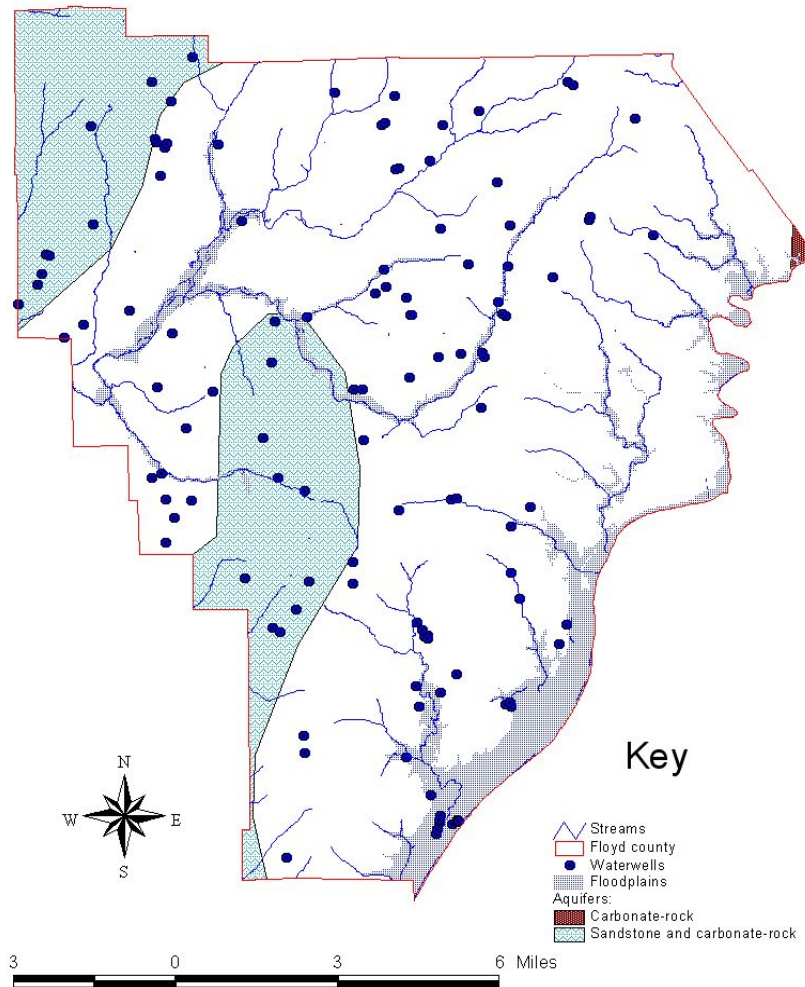 Key
N
W E
S
Streams
Floyd county
Waterwells
Floodplains
Aquifers:
Carbonate-rock
Sandstone and carbonate-rock
3 0 3 6 Miles